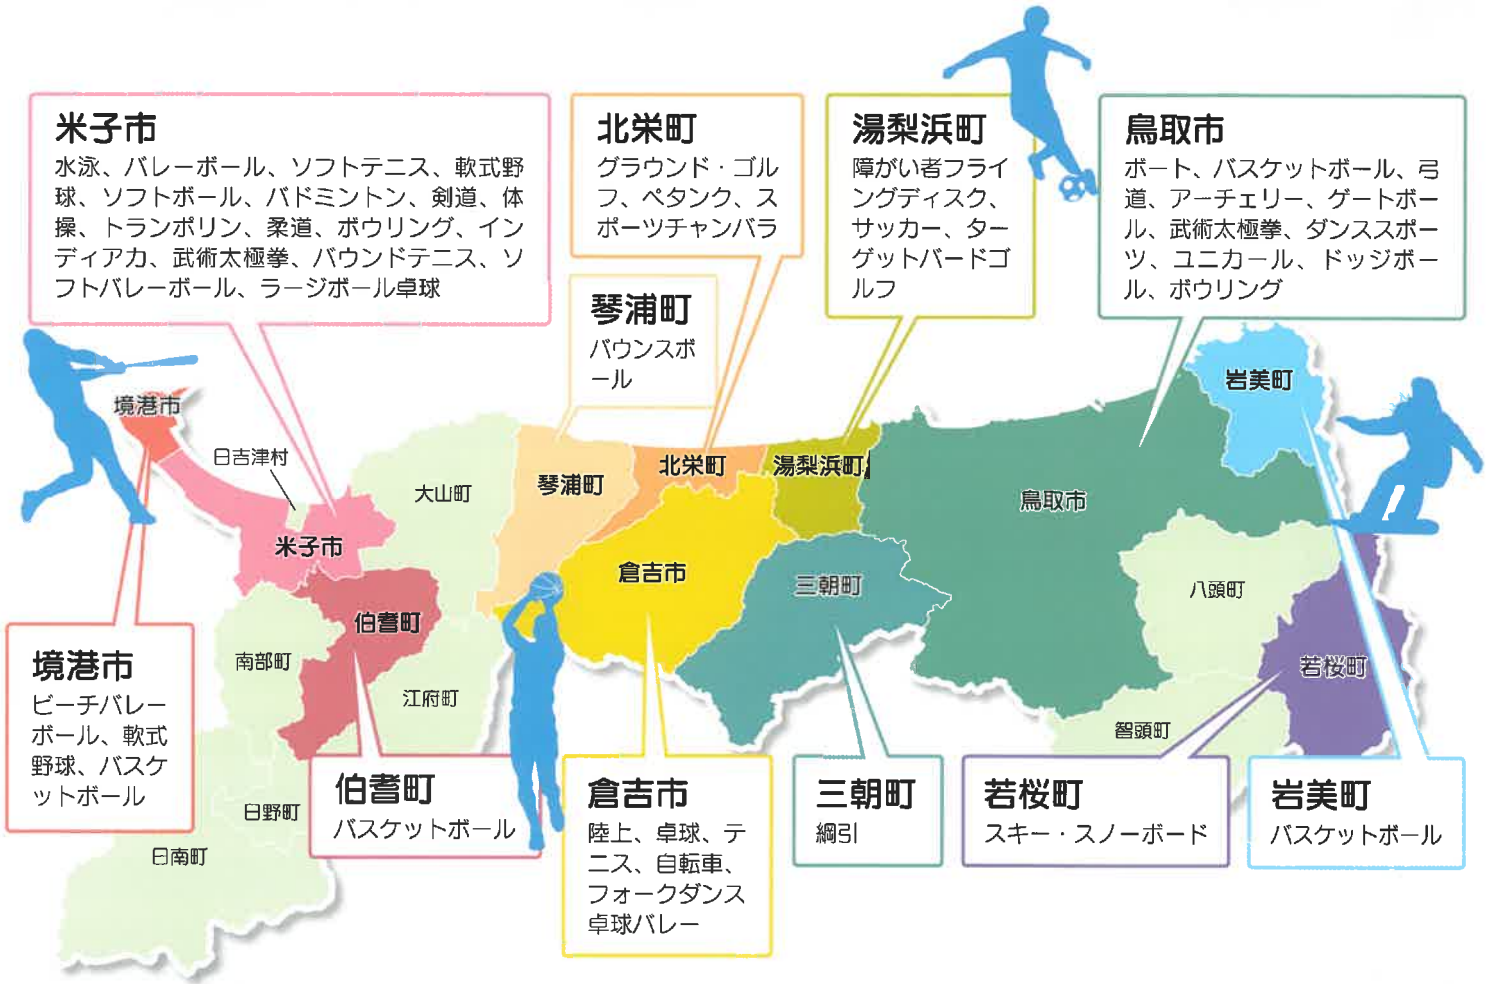 米子市
水泳、バレーボール、ソフトテニス、軟式野
球、ソフトボール、バドミントン、剣道、体
操、トランポリン、柔道、ボウリング、イン
ディアカ、武術太極拳、バウンドテニス、ソ
フトバレーボール、ラージボール卓球
北栄町
グラウンド・ゴル
フ、ペタンク、ス
ポーツチャンバラ
湯梨浜町
障がい者フライ
ングディスク、
サッカー、ター
ゲットバードゴ
ルフ
鳥取市
ボート、バスケットボール、弓
道、アーチェリー、ゲートボー
ル、武術太極拳、ダンススポー
ツ、ユニカール、ドッジボー
ル、ボウリング
琴浦町
バウンスボ
ール
境港市
日吉津村
米子市
大山町
琴浦町
北栄町
湯梨浜町
鳥取市
岩美町
倉吉市
三朝町
八頭町
若桜町
智頭町
伯耆町
南部町
江府町
日野町
日南町
境港市
ビーチバレー
ボール、軟式
野球、バスケ
ットボール
伯耆町
バスケットボール
倉吉市
陸上、卓球、テ
ニス、自転車、
フォークダンス
卓球バレー
三朝町
綱引
若桜町
スキー・スノーボード
岩美町
バスケットボール